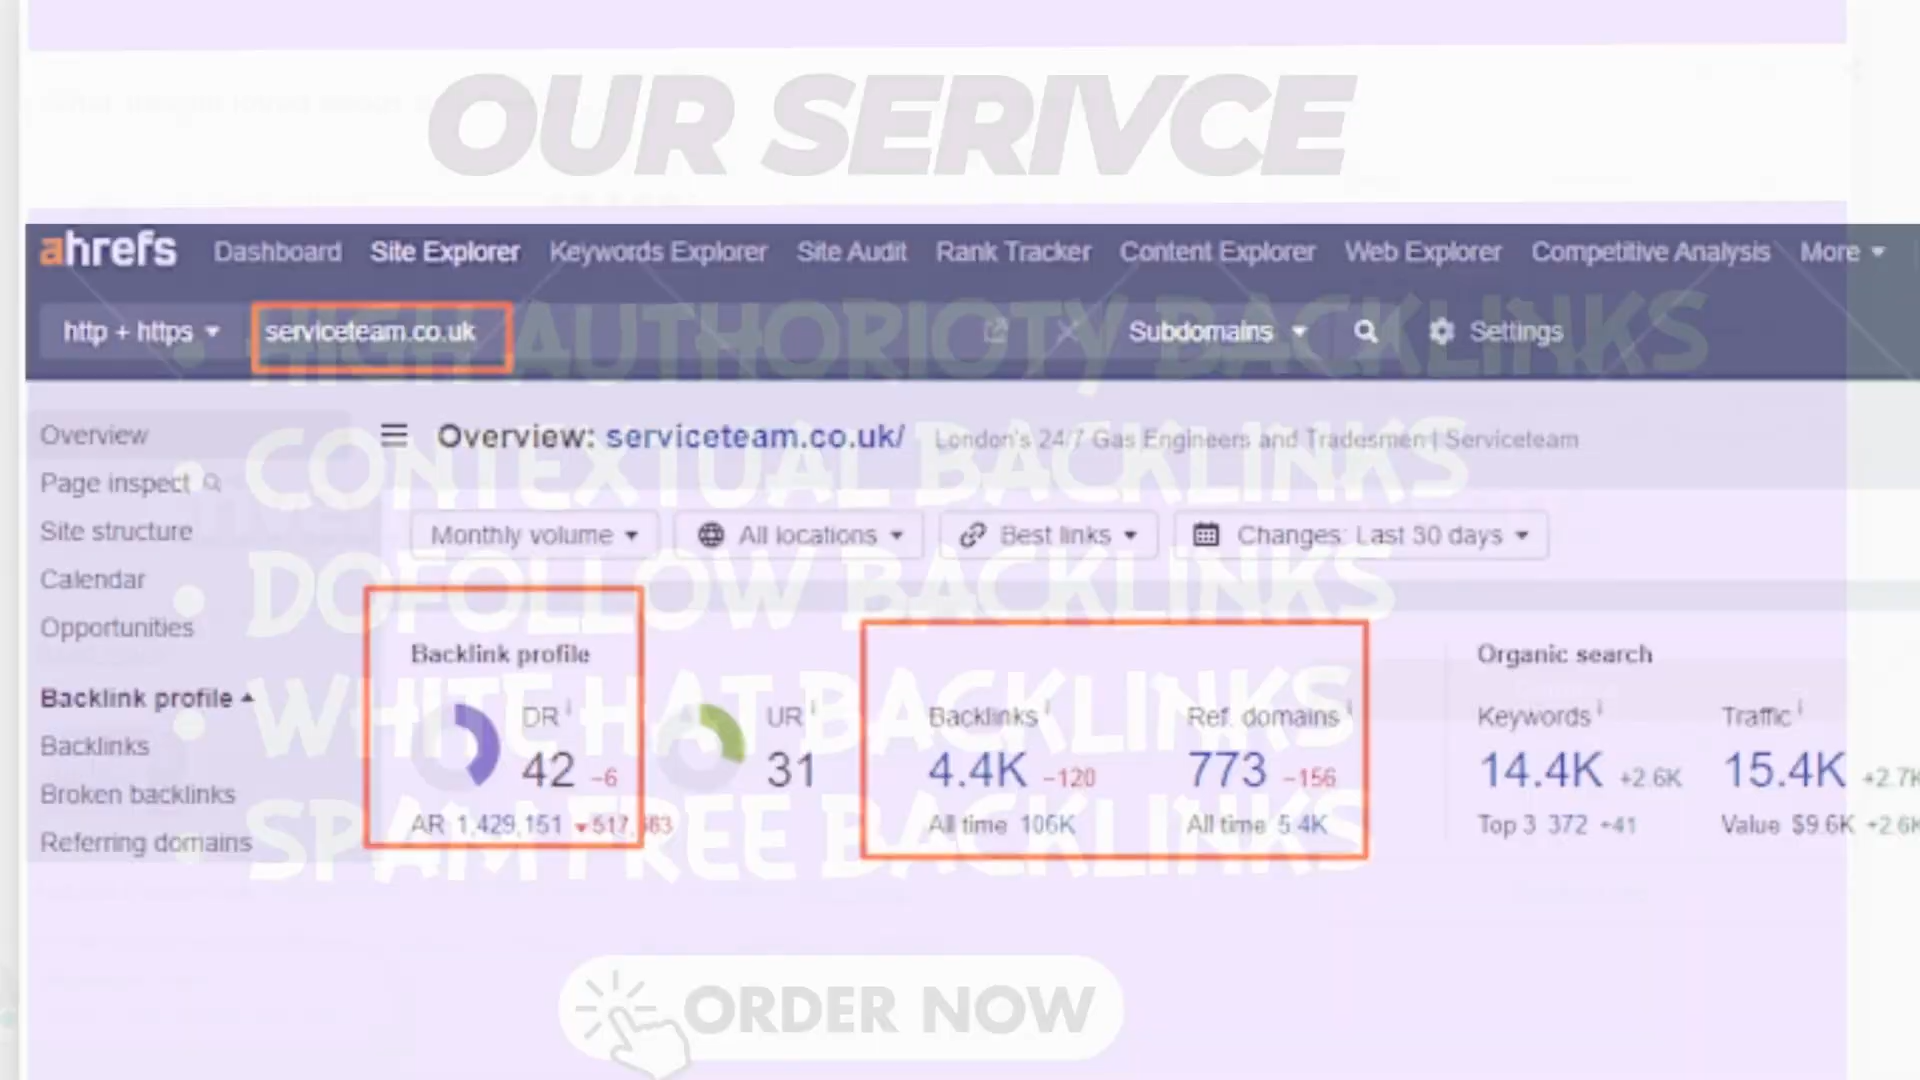 OUR SERIVCE
ahrefs Dashboard Site Explorer Keywords Explorer Site Audit Rank Tracker Content Explorer Web Explorer Competitive Analysis More
http + https serviceteam.co.uk Subdomains Settings
• HIGH AUTHORIOTY BACKLINKS
Overview
Overview: serviceteam.co.uk/ London's 24/7 Gas Engineers and Tradesmen | Serviceteam
• CONTEXTUAL BACKLINKS
Page inspect
Site structure
Monthly volume All locations Best links Changes: Last 30 days
Calendar
• DOFOLLOW BACKLINKS
Opportunities
Backlink profile Organic search
Backlink profile
DR UR Backlinks Ref. domains Keywords Traffic
• WHITE HAT BACKLINKS
Backlinks
42 -6 31 4.4K -120 773 -156 14.4K +2.6K 15.4K +2.7K
Broken backlinks
AR 1,429,151 All time 106K All time 5.4K Top 3 372 +41 Value $9.6K +2.6K
Referring domains
• SPAM FREE BACKLINKS
ORDER NOW